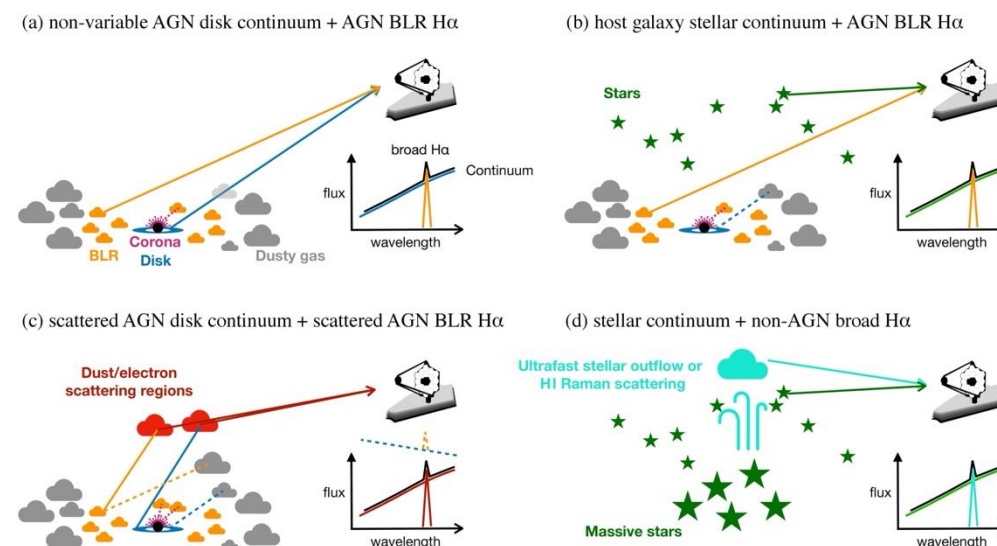 (a) non-variable AGN disk continuum + AGN BLR Hα
broad Hα
Continuum
flux
wavelength
BLR
Corona
Disk
Dusty gas
(b) host galaxy stellar continuum + AGN BLR Hα
Stars
flux
wavelength
(c) scattered AGN disk continuum + scattered AGN BLR Hα
Dust/electron
scattering regions
flux
wavelength
(d) stellar continuum + non-AGN broad Hα
Ultrafast stellar outflow or
HI Raman scattering
Massive stars
flux
wavelength